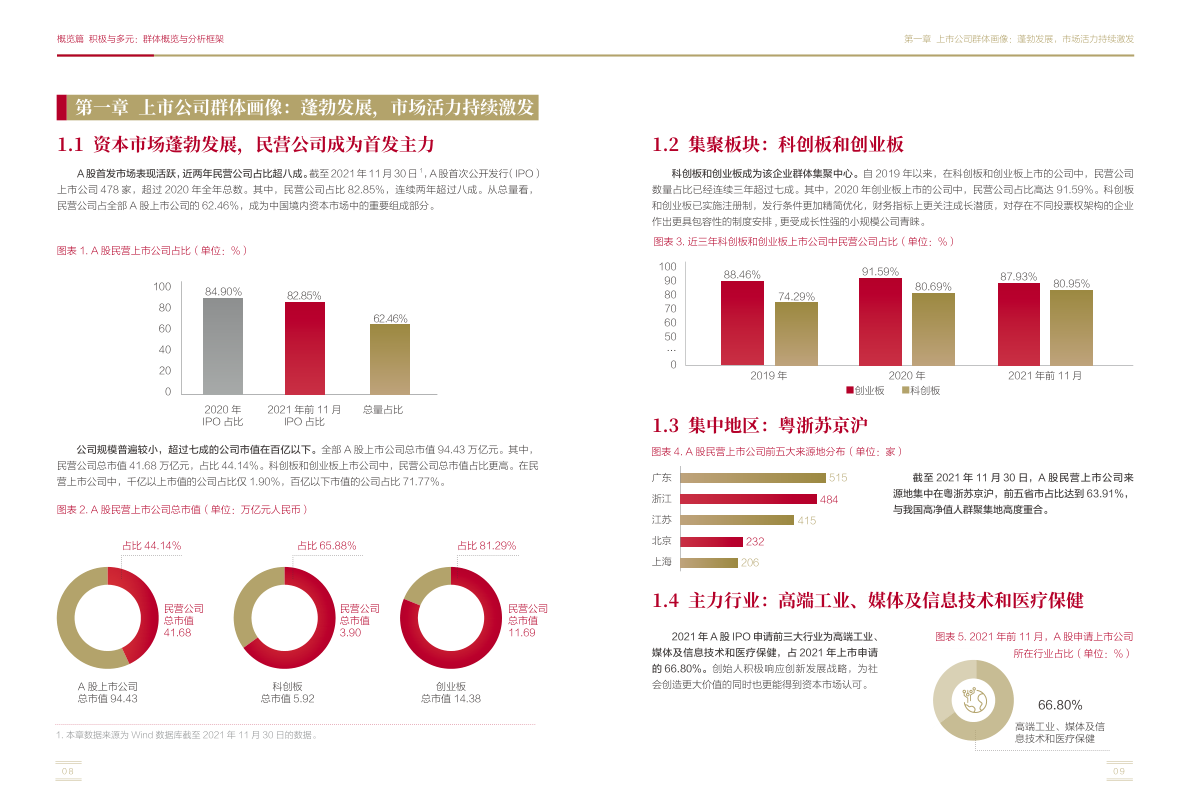 概览篇 积极与多元：群体概览与分析框架
第一章 上市公司群体画像：蓬勃发展，市场活力持续激发
第一章 上市公司群体画像：蓬勃发展，市场活力持续激发
1.1 资本市场蓬勃发展，民营公司成为首发主力
A 股首发市场表现活跃，近两年民营公司占比超八成。截至 2021 年 11 月 30 日 1，A 股首次公开发行（ IPO ）
上市公司 478 家，超过 2020 年全年总数。其中，民营公司占比 82.85%，连续两年超过八成。从总量看，
民营公司占全部 A 股上市公司的 62.46%，成为中国境内资本市场中的重要组成部分。
图表 1. A 股民营上市公司占比（ 单位：% ）
100
80
60
40
20
0
84.90%
82.85%
62.46%
2020 年
IPO 占比
2021 年前 11 月
IPO 占比
总量占比
公司规模普遍较小，超过七成的公司市值在百亿以下。全部 A 股上市公司总市值 94.43 万亿元。其中，
民营公司总市值 41.68 万亿元，占比 44.14%。科创板和创业板上市公司中，民营公司总市值占比更高。在民
营上市公司中，千亿以上市值的公司占比仅 1.90%，百亿以下市值的公司占比 71.77%。
图表 2. A 股民营上市公司总市值（ 单位：万亿元人民币 ）
占比 44.14%
民营公司
总市值
41.68
A 股上市公司
总市值 94.43
占比 65.88%
民营公司
总市值
3.90
科创板
总市值 5.92
占比 81.29%
民营公司
总市值
11.69
创业板
总市值 14.38
1. 本章数据来源为 Wind 数据库截至 2021 年 11 月 30 日的数据。
08
1.2 集聚板块：科创板和创业板
科创板和创业板成为该企业群体集聚中心。自 2019 年以来，在科创板和创业板上市的公司中，民营公司
数量占比已经连续三年超过七成。其中，2020 年创业板上市的公司中，民营公司占比高达 91.59%。科创板
和创业板已实施注册制，发行条件更加精简优化，财务指标上更关注成长潜质，对存在不同投票权架构的企业
作出更具包容性的制度安排 , 更受成长性强的小规模公司青睐。
图表 3. 近三年科创板和创业板上市公司中民营公司占比（ 单位：% ）
100
90
80
70
60
50
...
0
88.46%
74.29%
91.59%
80.69%
87.93%
80.95%
2019 年
2020 年
2021 年前 11 月
创业板
科创板
1.3 集中地区：粤浙苏京沪
图表 4. A 股民营上市公司前五大来源地分布（ 单位：家 ）
广东 515
浙江 484
江苏 415
北京 232
上海 206
截至 2021 年 11 月 30 日，A 股民营上市公司来
源地集中在粤浙苏京沪，前五省市占比达到 63.91%，
与我国高净值人群聚集地高度重合。
1.4 主力行业：高端工业、媒体及信息技术和医疗保健
2021 年 A 股 IPO 申请前三大行业为高端工业、
媒体及信息技术和医疗保健，占 2021 年上市申请
的 66.80%。创始人积极响应创新发展战略，为社
会创造更大价值的同时也更能得到资本市场认可。
图表 5. 2021 年前 11 月，A 股申请上市公司
所在行业占比（ 单位：% ）
66.80%
高端工业、媒体及信
息技术和医疗保健
09